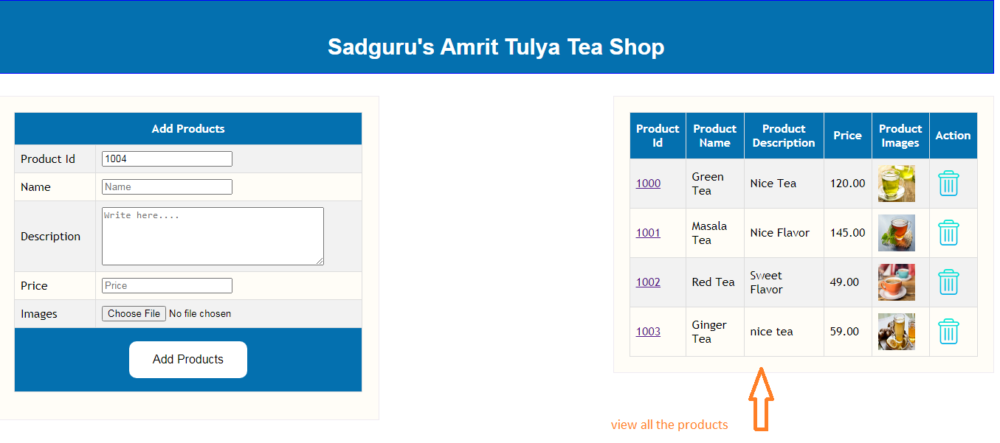 Sadguru's Amrit Tulya Tea Shop
Add Products
Product Id 1004
Name Name
Description Write here....
Price Price
Images Choose File No file chosen
Add Products
Product Id Product Name Product Description Price Product Images Action
1000 Green Tea Nice Tea 120.00
1001 Masala Tea Nice Flavor 145.00
1002 Red Tea Sweet Flavor 49.00
1003 Ginger Tea nice tea 59.00
view all the products